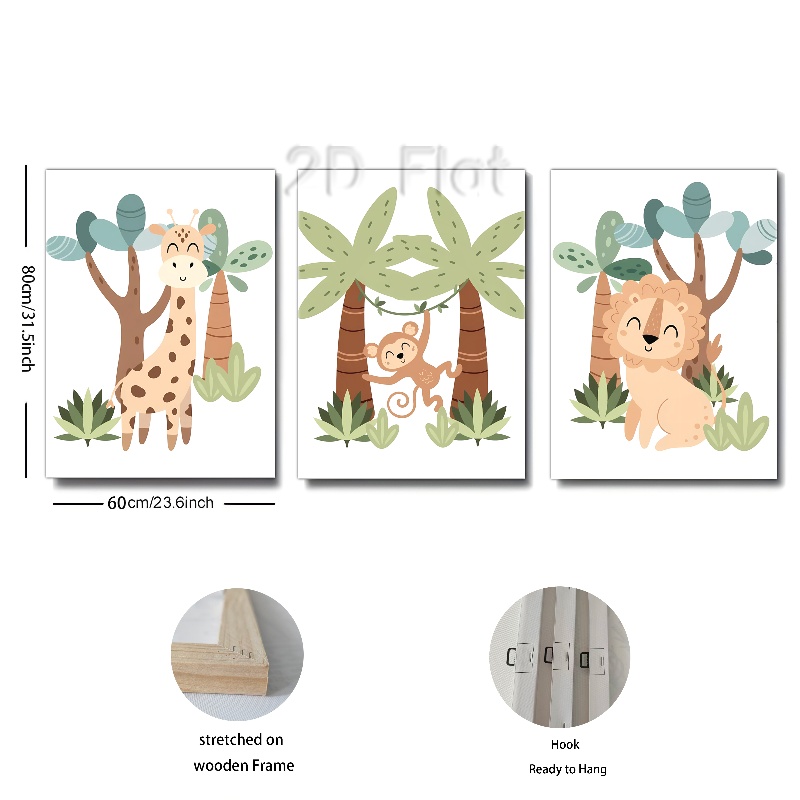 2D Flat
80cm/31.5inch
60cm/23.6inch
stretched on
wooden Frame
Hook
Ready to Hang